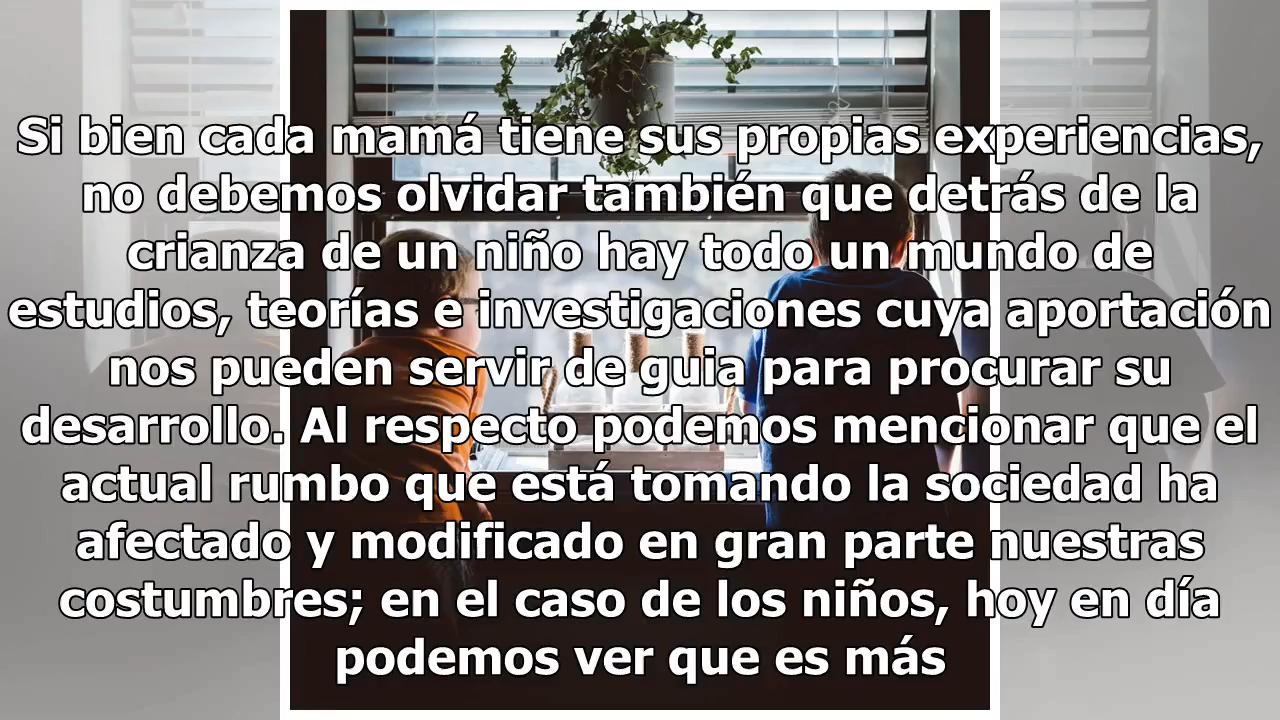 Si bien cada mamá tiene sus propias experiencias,
no debemos olvidar también que detrás de la
crianza de un niño hay todo un mundo de
estudios, teorías e investigaciones cuya aportación
nos pueden servir de guia para procurar su
desarrollo. Al respecto podemos mencionar que el
actual rumbo que está tomando la sociedad ha
afectado y modificado en gran parte nuestras
costumbres; en el caso de los niños, hoy en día
podemos ver que es más